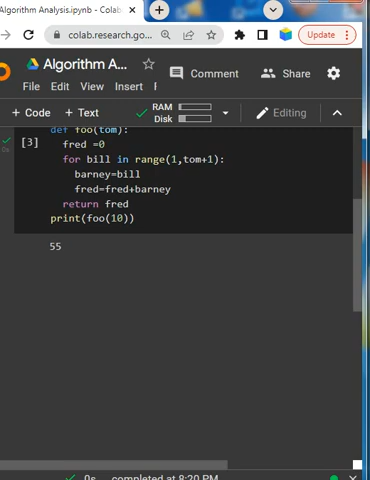 Algorithm Analysis.ipynb - Colab
colab.research.go...
Update
Algorithm A...
Comment
Share
File Edit View Insert
+ Code + Text
RAM
Disk
Editing
[3]
def foo(tom):
fred =0
for bill in range(1,tom+1):
barney=bill
fred=fred+barney
return fred
print(foo(10))
55
0s completed at 8:20 PM